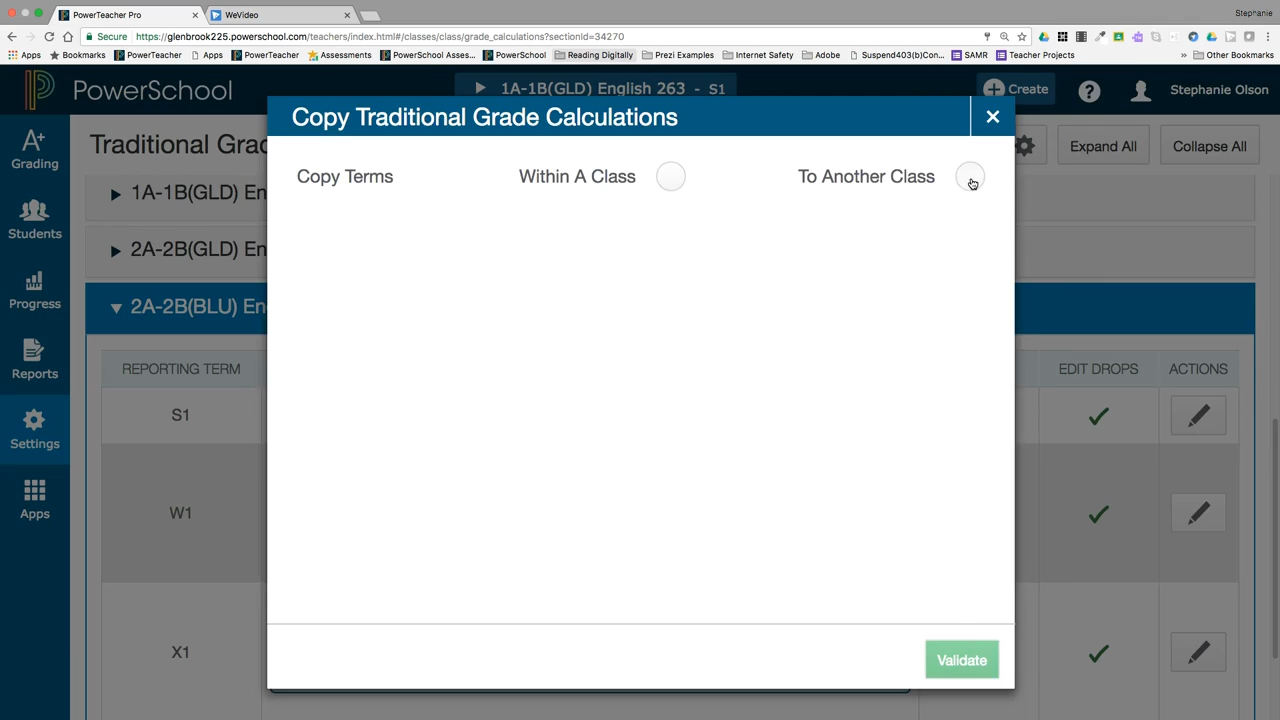 PowerTeacher Pro
WeVideo
Stephanie
Secure https://glenbrook225.powerschool.com/teachers/index.html#/classes/class/grade_calculations?sectionId=34270
Apps Bookmarks PowerTeacher Apps PowerTeacher Assessments PowerSchool Asses... PowerSchool Reading Digitally Prezi Examples Internet Safety Adobe Suspend403(b)Con... SAMR Teacher Projects » Other Bookmarks
PowerSchool
1A-1B(GLD) English 263 - S1
Create
?
Stephanie Olson
A+
Grading
Students
Progress
Reports
Settings
Apps
Traditional Grad
Expand All
Collapse All
Copy Traditional Grade Calculations
Copy Terms
Within A Class
To Another Class
1A-1B(GLD) En
2A-2B(GLD) En
2A-2B(BLU) En
REPORTING TERM
EDIT DROPS
ACTIONS
S1
W1
X1
Validate